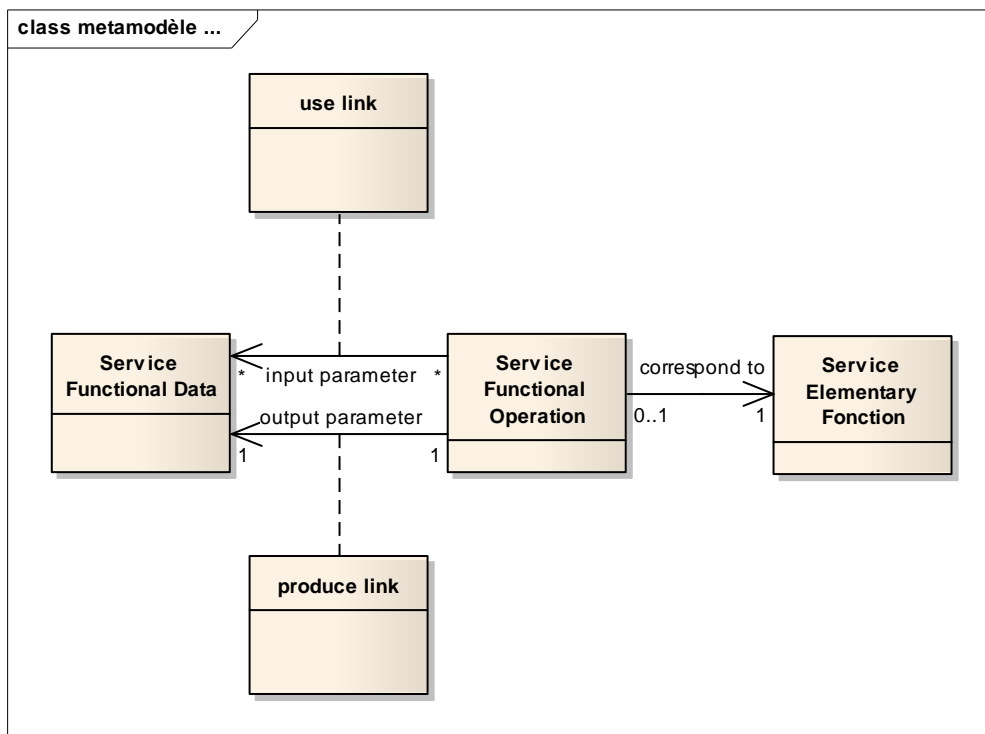 class metamodèle ...
use link
Service
Functional Data
* input parameter *
output parameter
1 1
Service
Functional
Operation
correspond to
0..1 1
Service
Elementary
Fonction
produce link